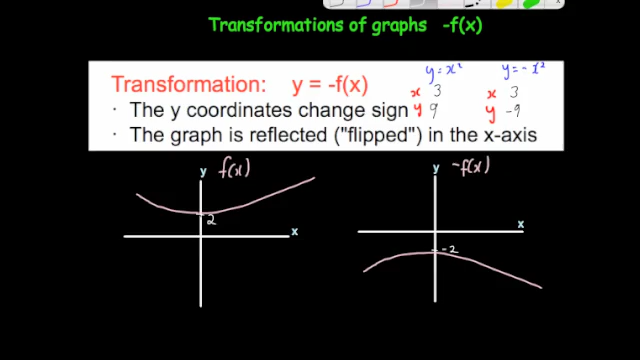 Transformations of graphs -f(x)
y=x² y=-x²
Transformation: y = -f(x)
x 3 x 3
· The y coordinates change sign y 9 y -9
· The graph is reflected ("flipped") in the x-axis
y f(x) y -f(x)
2 x
x -2